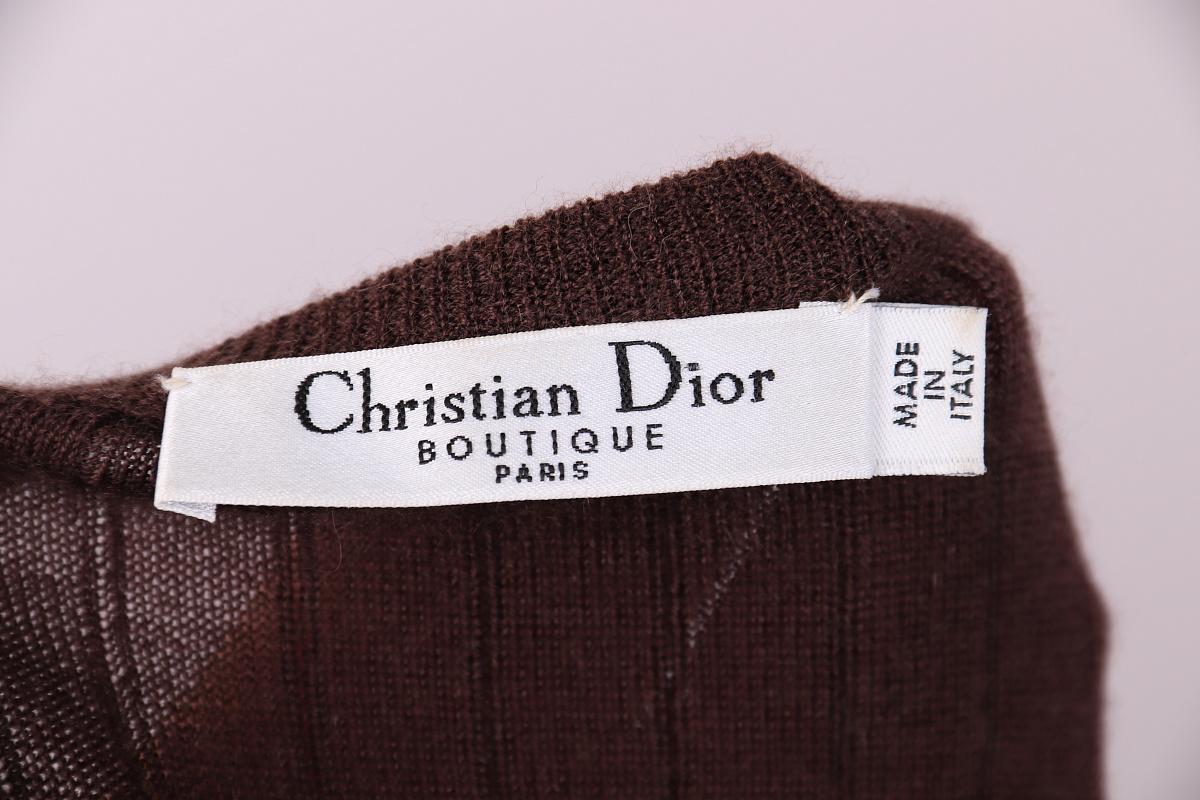 Christian Dior
BOUTIQUE
PARIS
MADE
IN
ITALY